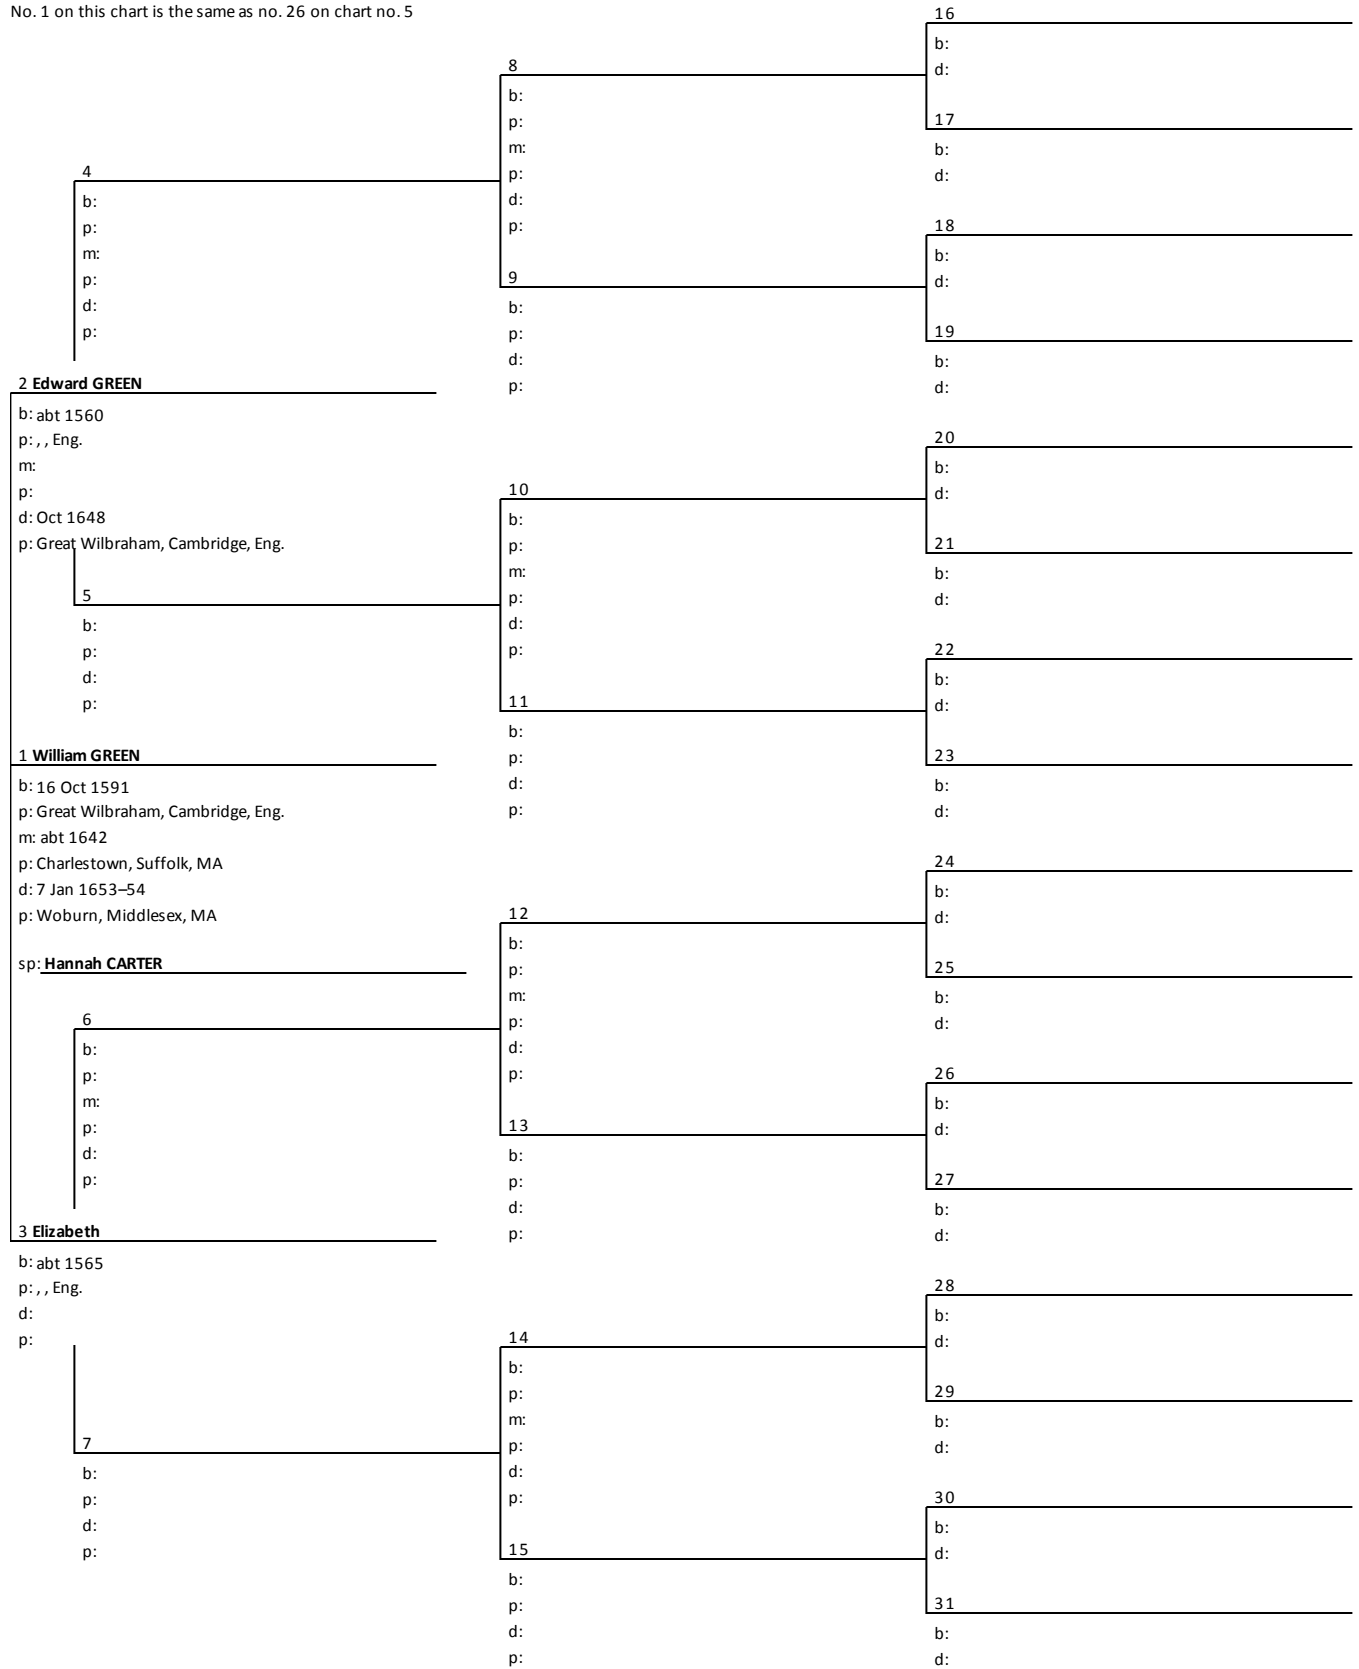 No. 1 on this chart is the same as no. 26 on chart no. 5
4
b:
p:
m:
p:
d:
p:
2 Edward GREEN
b: abt 1560
p: , , Eng.
m:
p:
d: Oct 1648
p: Great Wilbraham, Cambridge, Eng.
5
b:
p:
d:
p:
1 William GREEN
b: 16 Oct 1591
p: Great Wilbraham, Cambridge, Eng.
m: abt 1642
p: Charlestown, Suffolk, MA
d: 7 Jan 1653–54
p: Woburn, Middlesex, MA
sp: Hannah CARTER
6
b:
p:
m:
p:
d:
p:
3 Elizabeth
b: abt 1565
p: , , Eng.
d:
p:
7
b:
p:
d:
p:
8
b:
p:
m:
p:
d:
p:
9
b:
p:
d:
p:
10
b:
p:
m:
p:
d:
p:
11
b:
p:
d:
p:
12
b:
p:
m:
p:
d:
p:
13
b:
p:
d:
p:
14
b:
p:
m:
p:
d:
p:
15
b:
p:
d:
p:
16
b:
d:
17
b:
d:
18
b:
d:
19
b:
d:
20
b:
d:
21
b:
d:
22
b:
d:
23
b:
d:
24
b:
d:
25
b:
d:
26
b:
d:
27
b:
d:
28
b:
d:
29
b:
d:
30
b:
d:
31
b:
d: